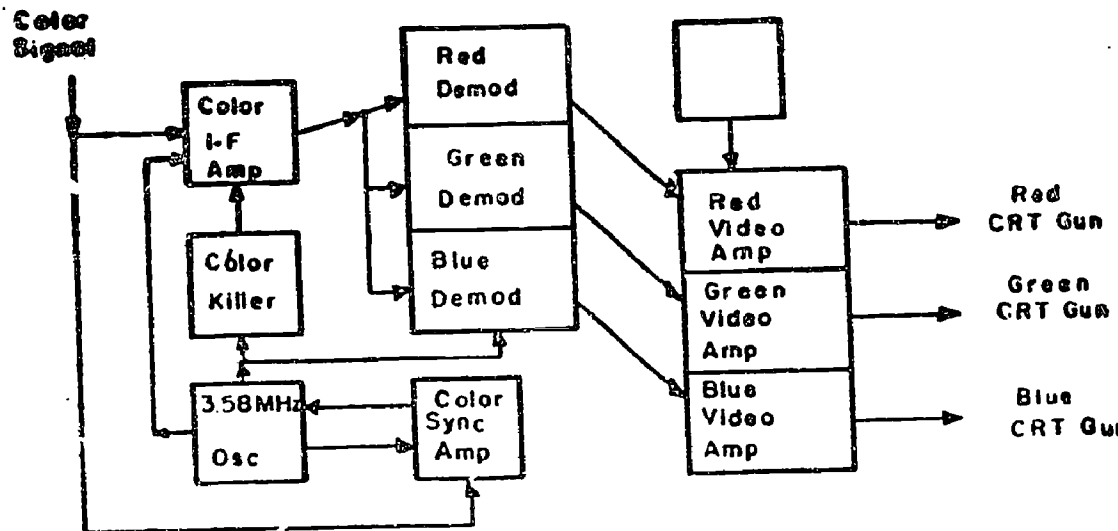 Color
Signal
Color
I-F
Amp
Color
Killer
3.58MHz
Osc
Color
Sync
Amp
Red
Demod
Green
Demod
Blue
Demod
Red
Video
Amp
Green
Video
Amp
Blue
Video
Amp
Red
CRT Gun
Green
CRT Gun
Blue
CRT Gun